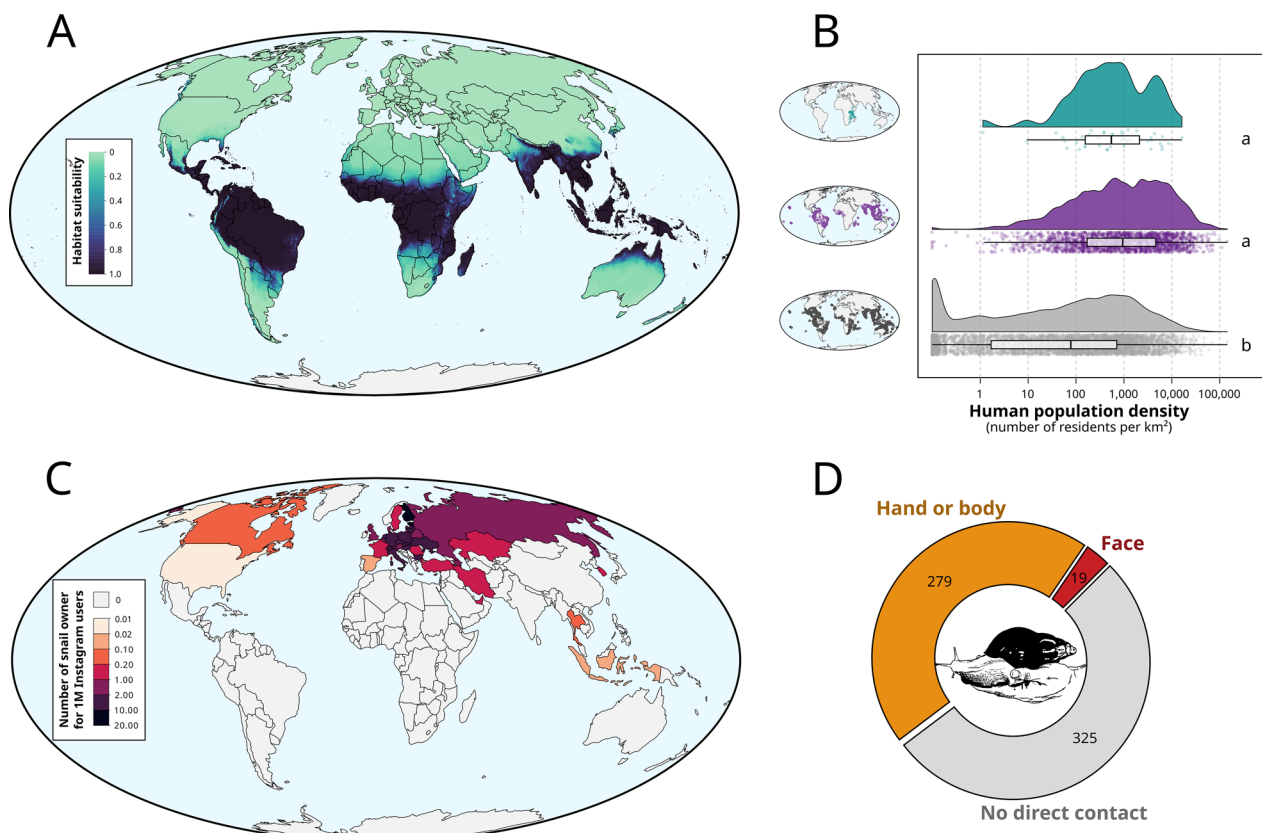 A
Habitat suitability
0
0.2
0.4
0.6
0.8
1.0
B
a
a
b
1 10 100 1,000 10,000 100,000
Human population density
(number of residents per km²)
C
Number of snail owner
for 1M Instagram users
0
0.01
0.02
0.10
0.20
1.00
2.00
10.00
20.00
D
Hand or body
Face
279
19
325
No direct contact